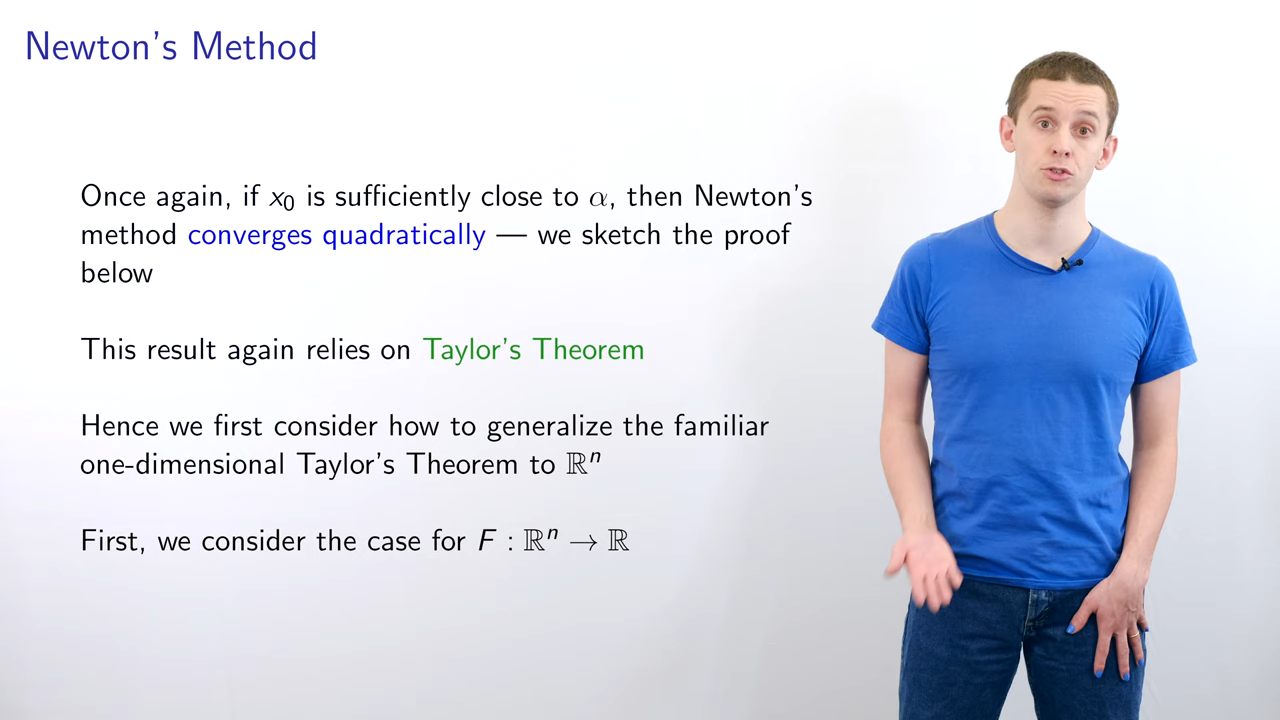 Newton's Method
Once again, if x₀ is sufficiently close to α, then Newton's
method converges quadratically — we sketch the proof
below
This result again relies on Taylor's Theorem
Hence we first consider how to generalize the familiar
one-dimensional Taylor's Theorem to ℝⁿ
First, we consider the case for F : ℝⁿ → ℝ